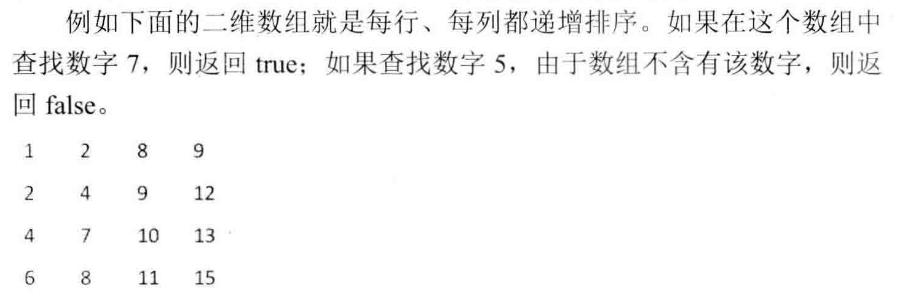 例如下面的二维数组就是每行、每列都递增排序。如果在这个数组中
查找数字 7，则返回 true；如果查找数字 5，由于数组不含有该数字，则返
回 false。
1 2 8 9
2 4 9 12
4 7 10 13
6 8 11 15